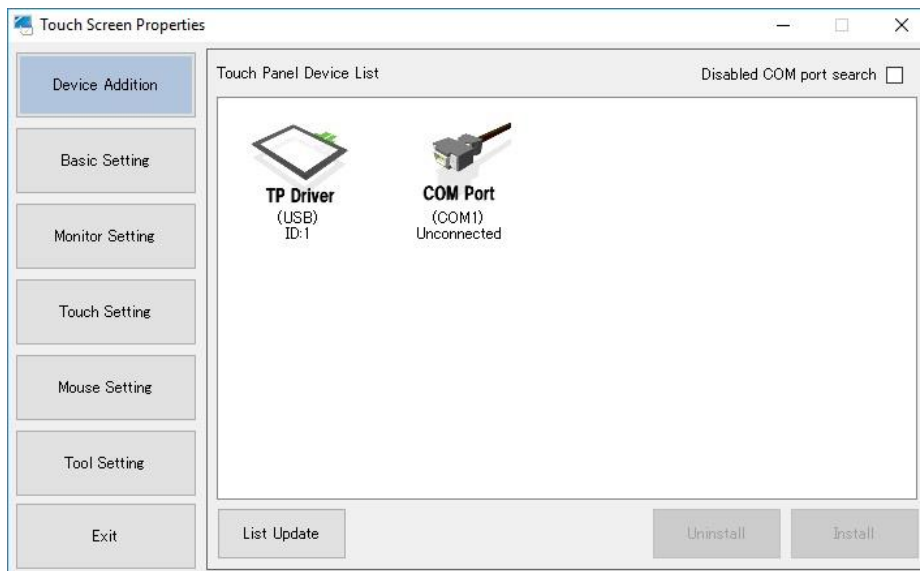 Touch Screen Properties
Device Addition
Basic Setting
Monitor Setting
Touch Setting
Mouse Setting
Tool Setting
Exit
Touch Panel Device List
Disabled COM port search
TP Driver
(USB)
ID:1
COM Port
(COM1)
Unconnected
List Update
Uninstall
Install